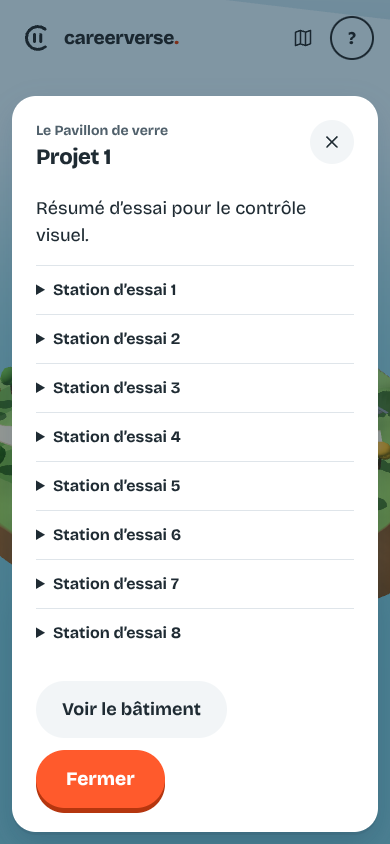 careerverse.
?
Le Pavillon de verre
Projet 1
Résumé d’essai pour le contrôle
visuel.
Station d’essai 1
Station d’essai 2
Station d’essai 3
Station d’essai 4
Station d’essai 5
Station d’essai 6
Station d’essai 7
Station d’essai 8
Voir le bâtiment
Fermer